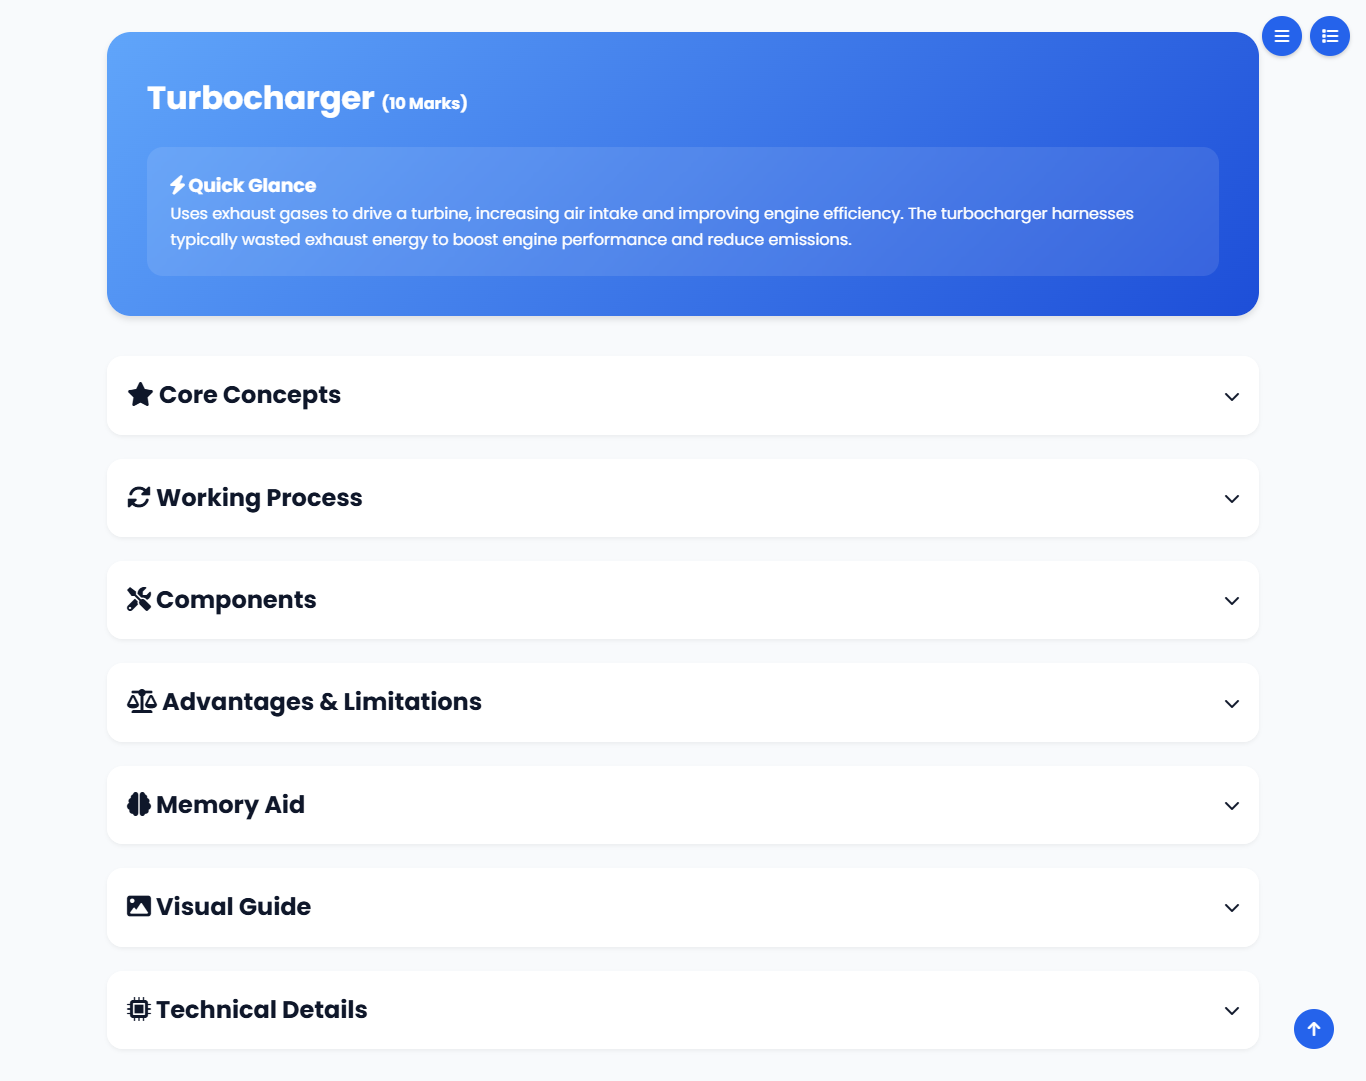 Turbocharger (10 Marks)
Quick Glance
Uses exhaust gases to drive a turbine, increasing air intake and improving engine efficiency. The turbocharger harnesses
typically wasted exhaust energy to boost engine performance and reduce emissions.
Core Concepts
Working Process
Components
Advantages & Limitations
Memory Aid
Visual Guide
Technical Details